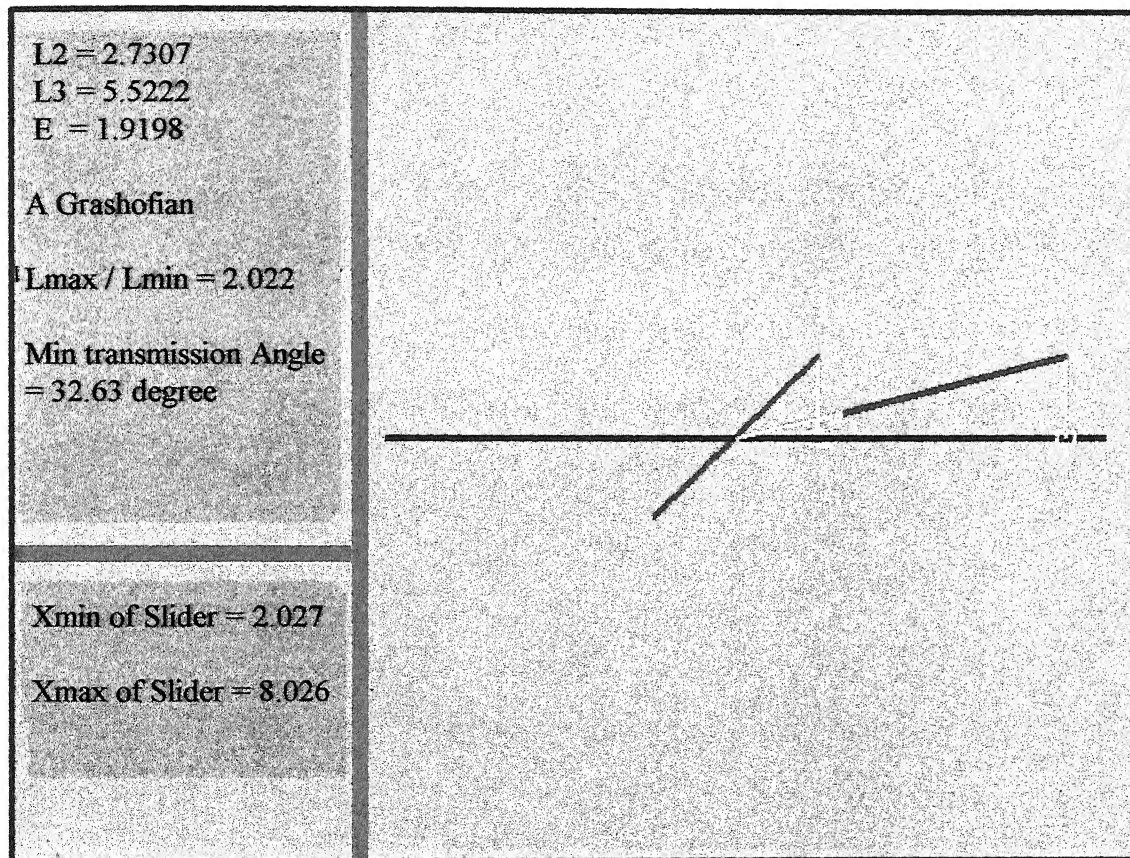 L2 = 2.7307
L3 = 5.5222
E = 1.9198
A Grashofian
Lmax / Lmin = 2.022
Min transmission Angle
= 32.63 degree
Xmin of Slider = 2.027
Xmax of Slider = 8.026